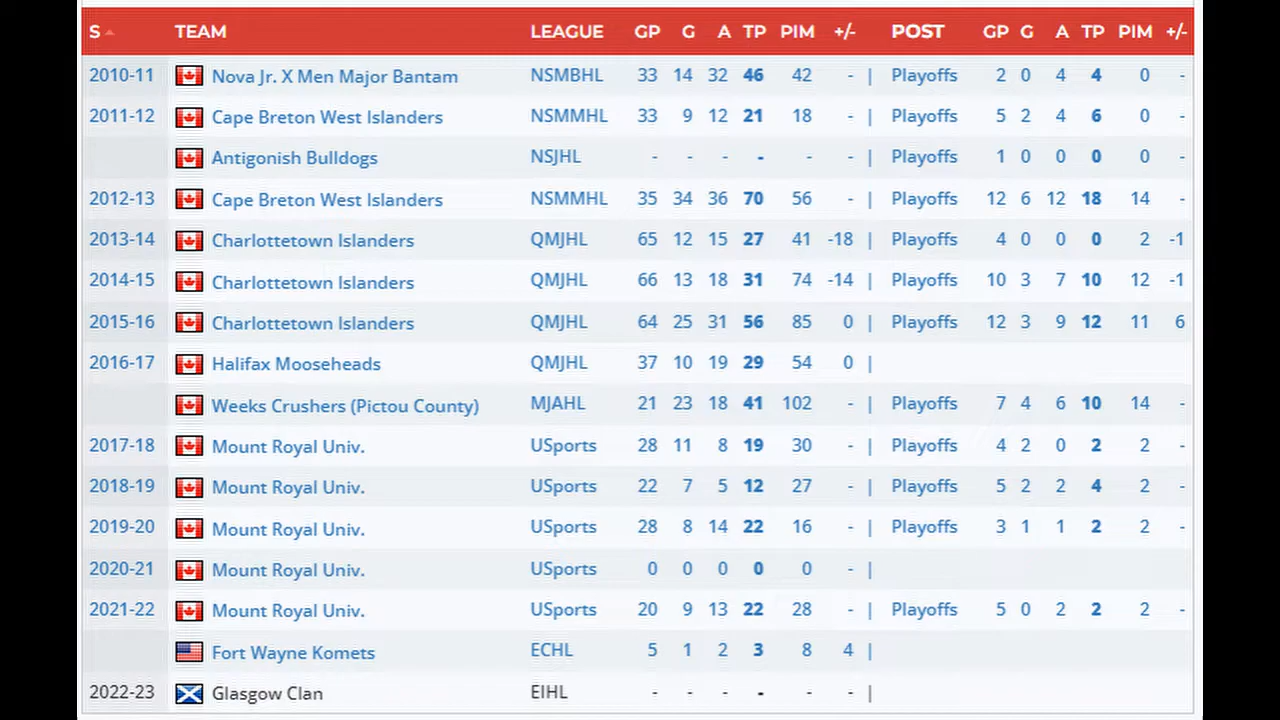 S TEAM LEAGUE GP G A TP PIM +/- POST GP G A TP PIM +/-
2010-11 Nova Jr. X Men Major Bantam NSMBHL 33 14 32 46 42 - | Playoffs 2 0 4 4 0 -
2011-12 Cape Breton West Islanders NSMMHL 33 9 12 21 18 - | Playoffs 5 2 4 6 0 -
Antigonish Bulldogs NSJHL - - - - - - | Playoffs 1 0 0 0 0 -
2012-13 Cape Breton West Islanders NSMMHL 35 34 36 70 56 - | Playoffs 12 6 12 18 14 -
2013-14 Charlottetown Islanders QMJHL 65 12 15 27 41 -18 | Playoffs 4 0 0 0 2 -1
2014-15 Charlottetown Islanders QMJHL 66 13 18 31 74 -14 | Playoffs 10 3 7 10 12 -1
2015-16 Charlottetown Islanders QMJHL 64 25 31 56 85 0 | Playoffs 12 3 9 12 11 6
2016-17 Halifax Mooseheads QMJHL 37 10 19 29 54 0 |
Weeks Crushers (Pictou County) MJAHL 21 23 18 41 102 - | Playoffs 7 4 6 10 14 -
2017-18 Mount Royal Univ. USports 28 11 8 19 30 - | Playoffs 4 2 0 2 2 -
2018-19 Mount Royal Univ. USports 22 7 5 12 27 - | Playoffs 5 2 2 4 2 -
2019-20 Mount Royal Univ. USports 28 8 14 22 16 - | Playoffs 3 1 1 2 2 -
2020-21 Mount Royal Univ. USports 0 0 0 0 0 - |
2021-22 Mount Royal Univ. USports 20 9 13 22 28 - | Playoffs 5 0 2 2 2 -
Fort Wayne Komets ECHL 5 1 2 3 8 4 |
2022-23 Glasgow Clan EIHL - - - - - - |